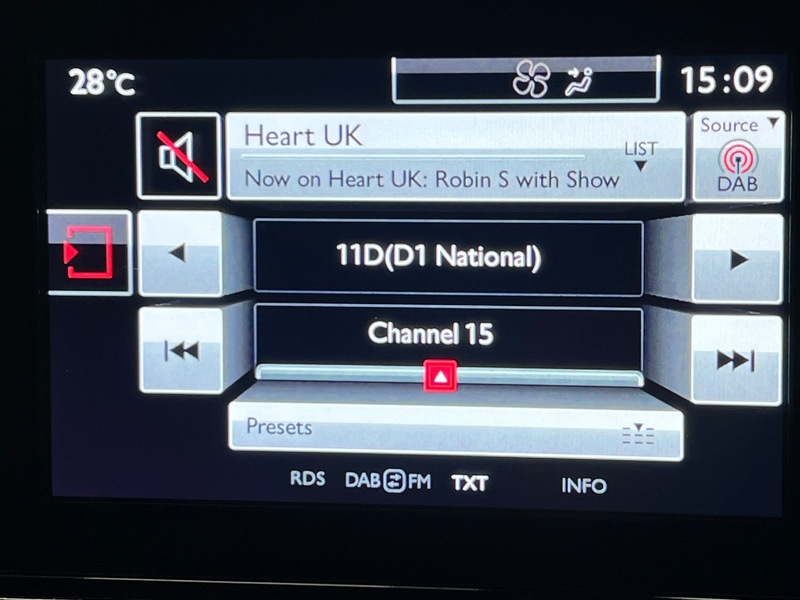 28°C
15:09
Heart UK
LIST
Now on Heart UK: Robin S with Show
Source
DAB
11D(D1 National)
Channel 15
Presets
RDS DAB FM TXT INFO